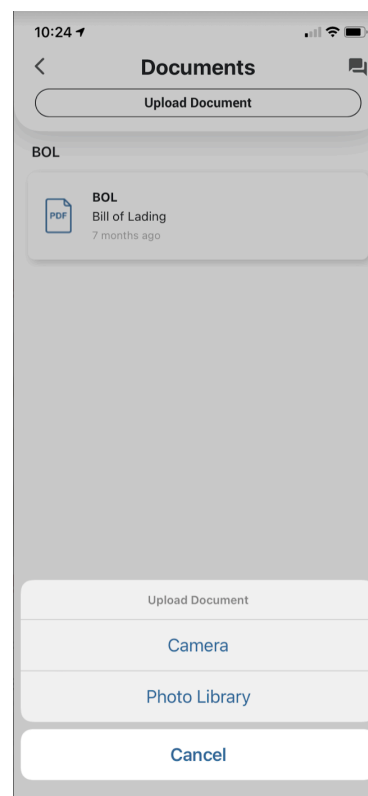 10:24
Documents
Upload Document
BOL
PDF
BOL
Bill of Lading
7 months ago
Upload Document
Camera
Photo Library
Cancel